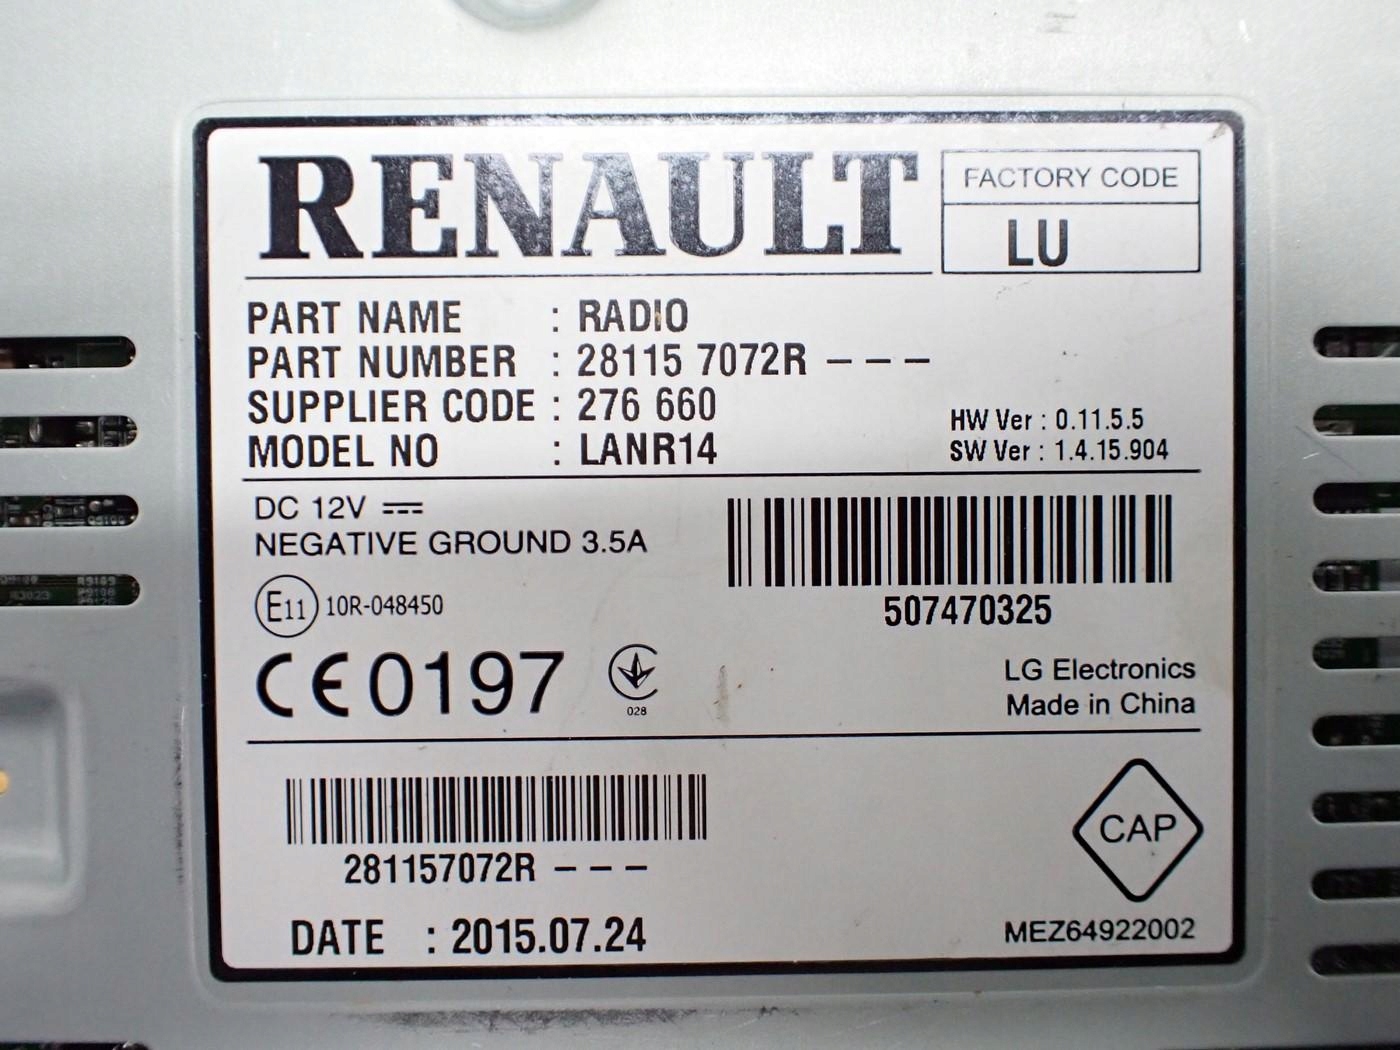 RENAULT
FACTORY CODE
LU
PART NAME : RADIO
PART NUMBER : 28115 7072R – – –
SUPPLIER CODE : 276 660
MODEL NO : LANR14
HW Ver : 0.11.5.5
SW Ver : 1.4.15.904
DC 12V
NEGATIVE GROUND 3.5A
E11 10R-048450
CE0197
028
507470325
LG Electronics
Made in China
281157072R – – –
DATE : 2015.07.24
CAP
MEZ64922002